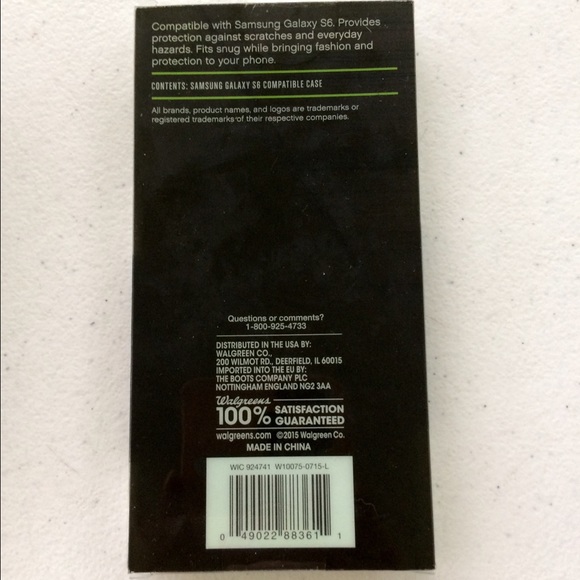 Compatible with Samsung Galaxy S6. Provides
protection against scratches and everyday
hazards. Fits snug while bringing fashion and
protection to your phone.
CONTENTS: SAMSUNG GALAXY S6 COMPATIBLE CASE
All brands, product names, and logos are trademarks or
registered trademarks of their respective companies.
Questions or comments?
1-800-925-4733
DISTRIBUTED IN THE USA BY:
WALGREEN CO.,
200 WILMOT RD., DEERFIELD, IL 60015
IMPORTED INTO THE EU BY:
THE BOOTS COMPANY PLC
NOTTINGHAM ENGLAND NG2 3AA
Walgreens
100% SATISFACTION
GUARANTEED
walgreens.com ©2015 Walgreen Co.
MADE IN CHINA
WIC 924741 W10075-0715-L
0 49022 88361 1